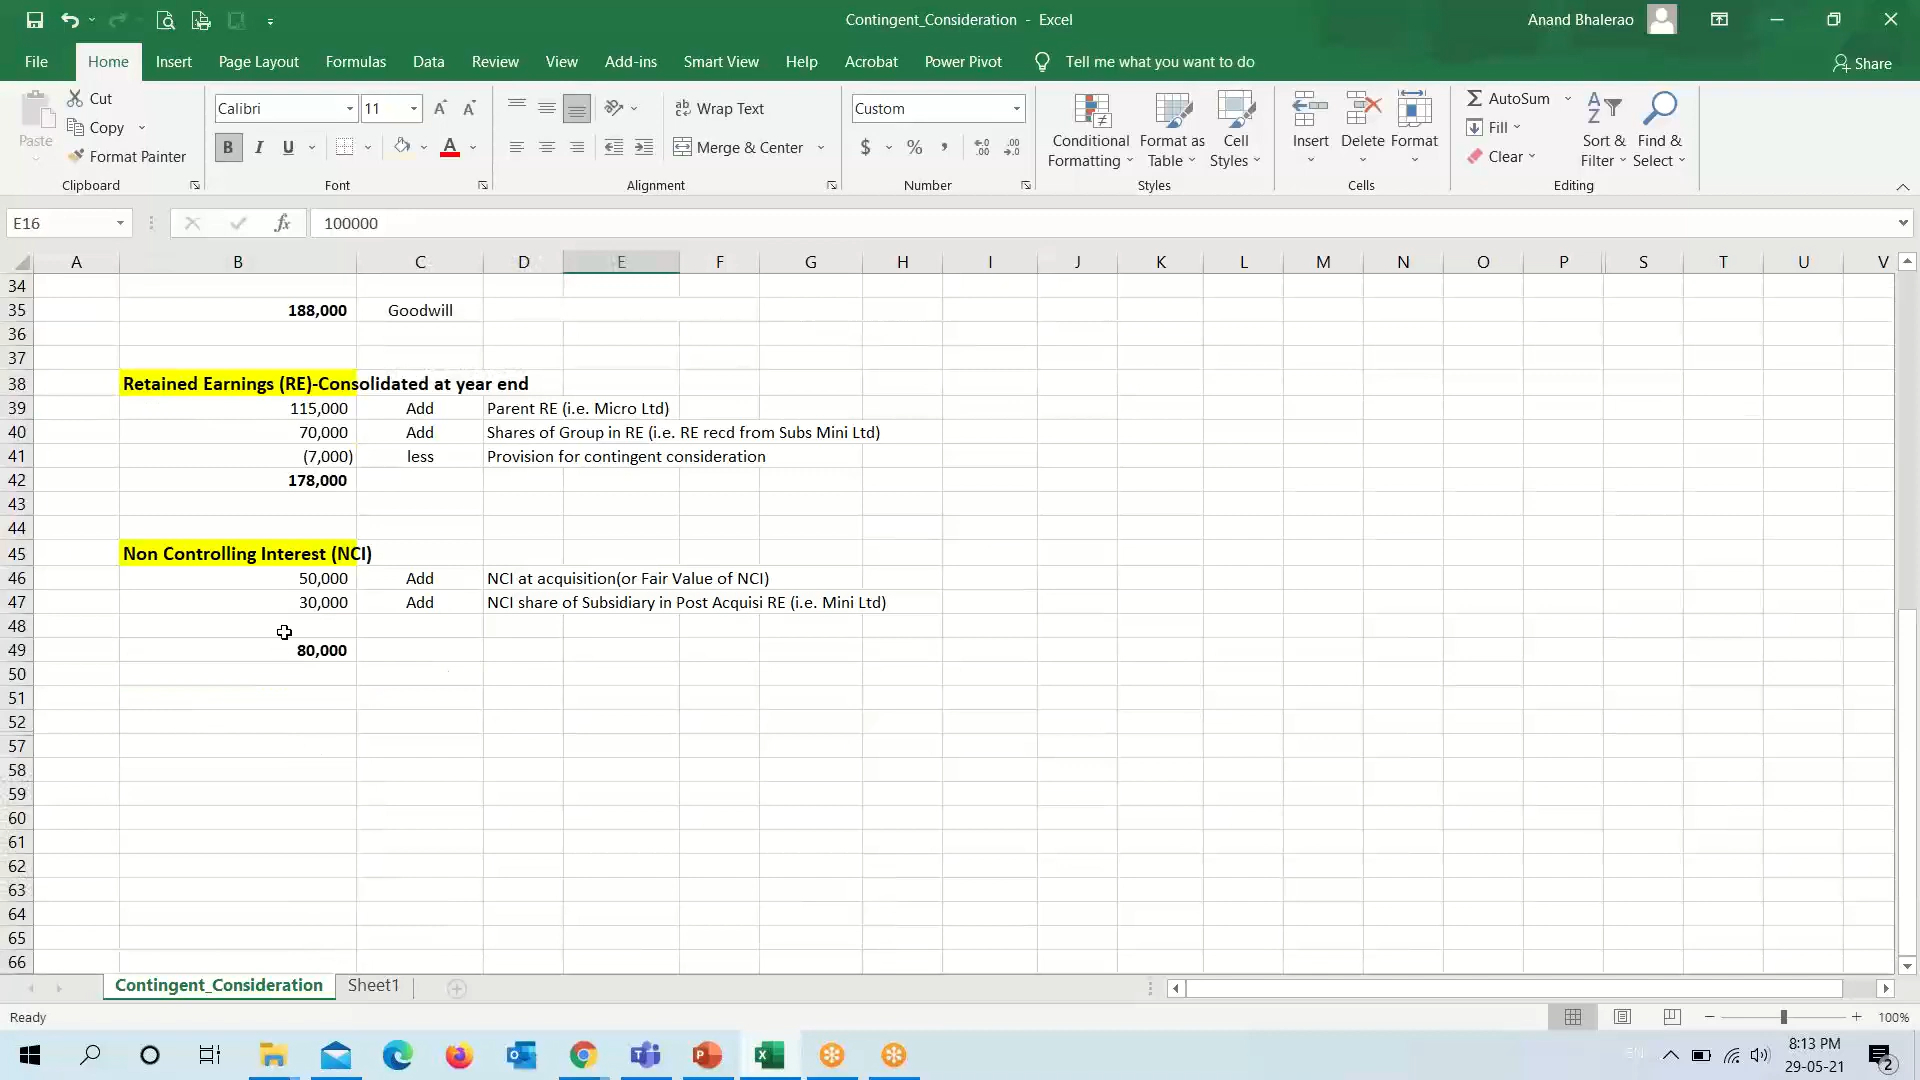 Contingent_Consideration - Excel
Anand Bhalerao
File Home Insert Page Layout Formulas Data Review View Add-ins Smart View Help Acrobat Power Pivot Tell me what you want to do Share
Paste
Cut
Copy
Format Painter
Clipboard
Calibri 11
B I U
Font
Wrap Text
Merge & Center
Alignment
Custom
$ % ,
Number
Conditional Formatting
Format as Table
Cell Styles
Styles
Insert Delete Format
Cells
AutoSum
Fill
Clear
Sort & Filter
Find & Select
Editing
E16 fx 100000
A B C D E F G H I J K L M N O P S T U V
34
35 188,000 Goodwill
36
37
38 Retained Earnings (RE)-Consolidated at year end
39 115,000 Add Parent RE (i.e. Micro Ltd)
40 70,000 Add Shares of Group in RE (i.e. RE recd from Subs Mini Ltd)
41 (7,000) less Provision for contingent consideration
42 178,000
43
44
45 Non Controlling Interest (NCI)
46 50,000 Add NCI at acquisition(or Fair Value of NCI)
47 30,000 Add NCI share of Subsidiary in Post Acquisi RE (i.e. Mini Ltd)
48
49 80,000
50
51
52
57
58
59
60
61
62
63
64
65
66
Contingent_Consideration Sheet1
Ready
100%
8:13 PM
29-05-21
2